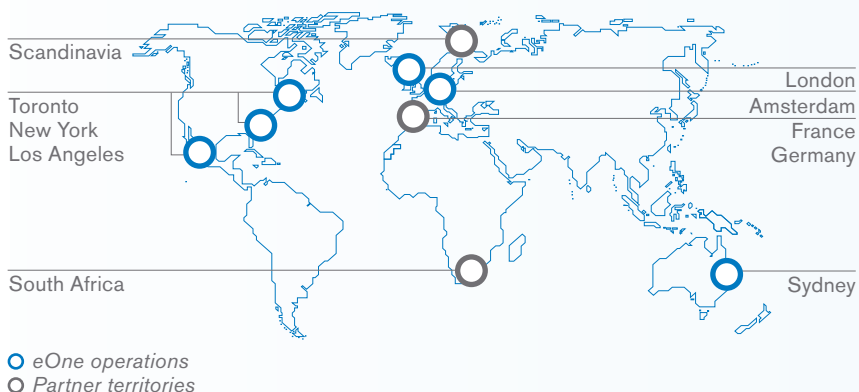 Scandinavia
Toronto
New York
Los Angeles
South Africa
London
Amsterdam
France
Germany
Sydney
eOne operations
Partner territories